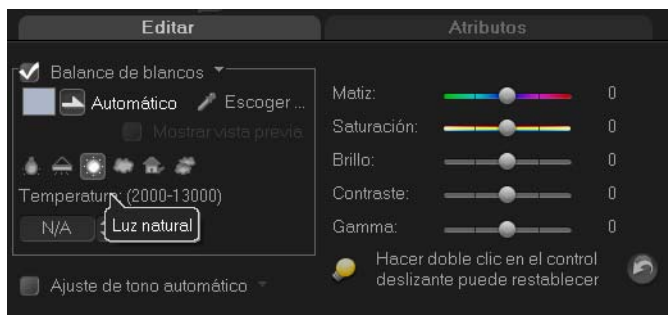 Editar
Atributos
Balance de blancos
Automático
Escoger ...
Mostrar vista previa
Temperatura: (2000-13000)
N/A
Luz natural
Ajuste de tono automático
Matiz: 0
Saturación: 0
Brillo: 0
Contraste: 0
Gamma: 0
Hacer doble clic en el control
deslizante puede restablecer